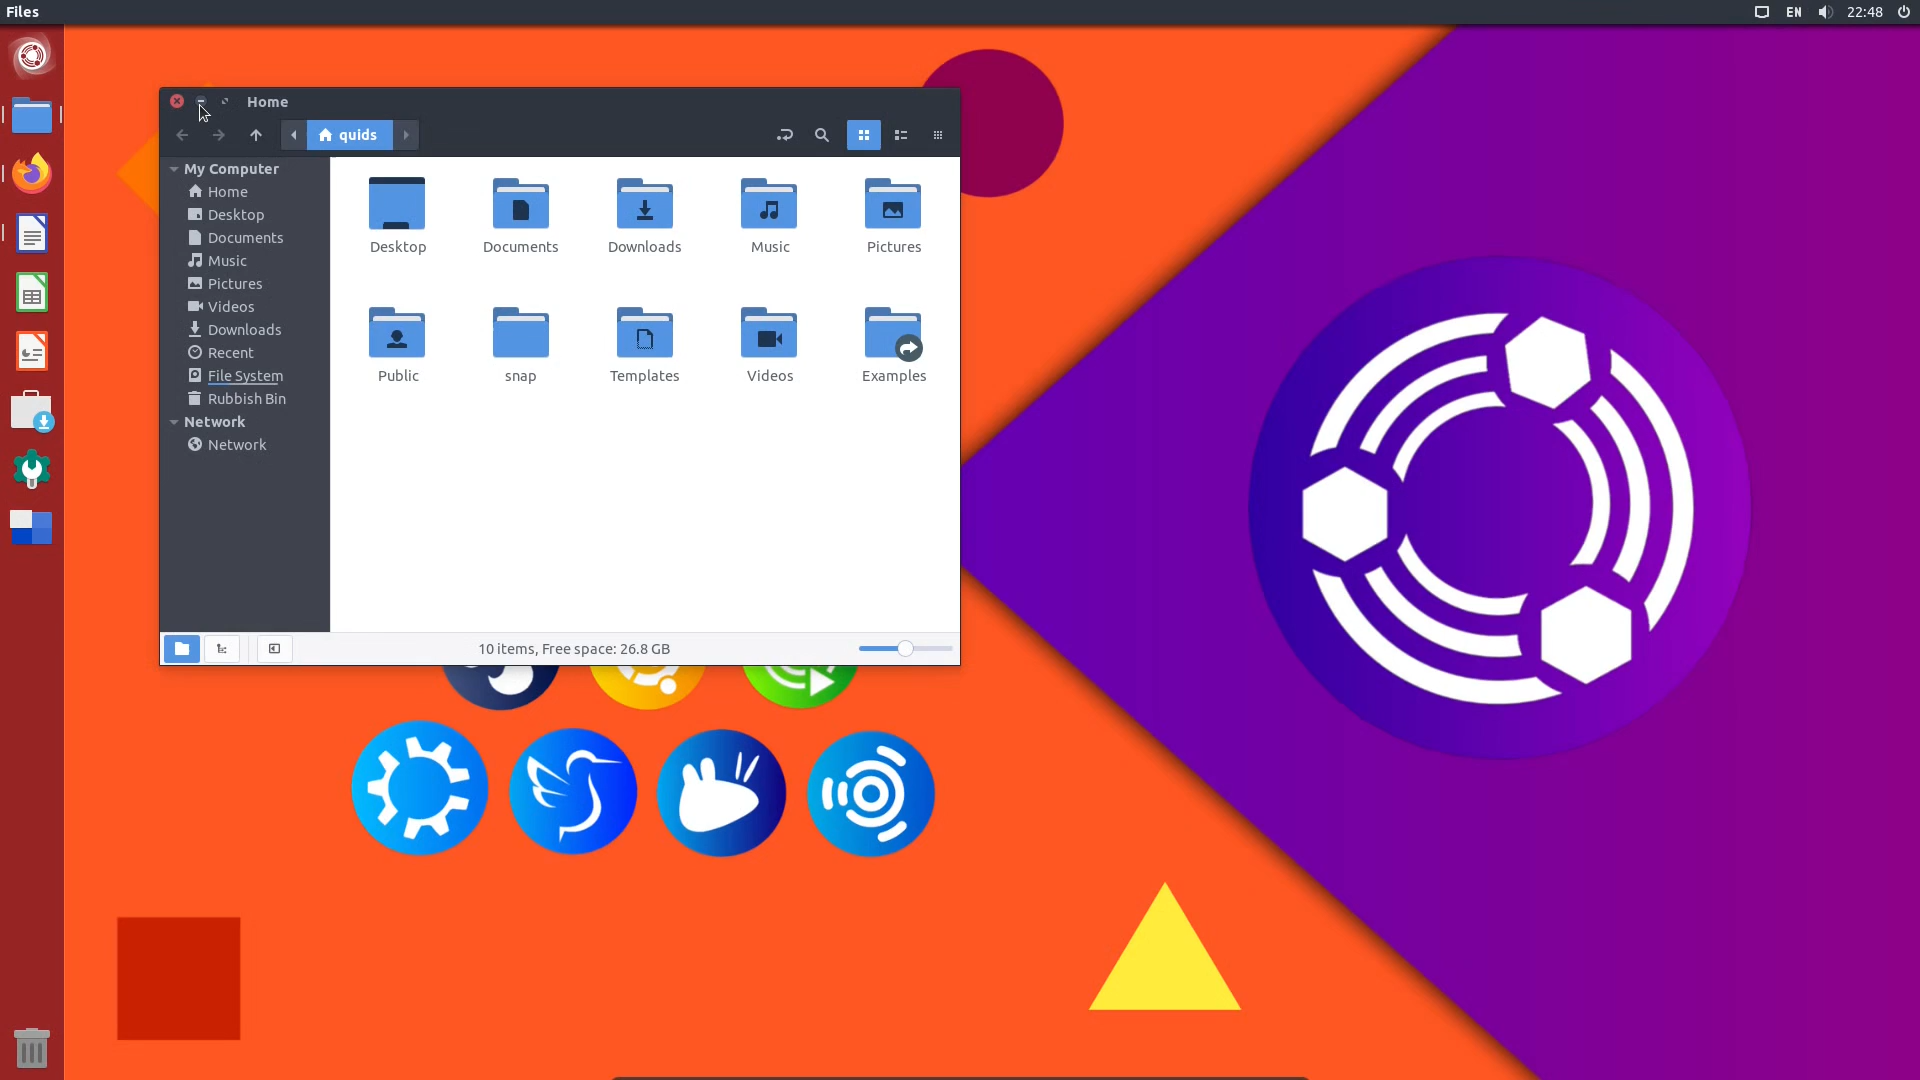 Files
EN
22:48
Home
quids
My Computer
Home
Desktop
Documents
Music
Pictures
Videos
Downloads
Recent
File System
Rubbish Bin
Network
Network
Desktop
Documents
Downloads
Music
Pictures
Public
snap
Templates
Videos
Examples
10 items, Free space: 26.8 GB